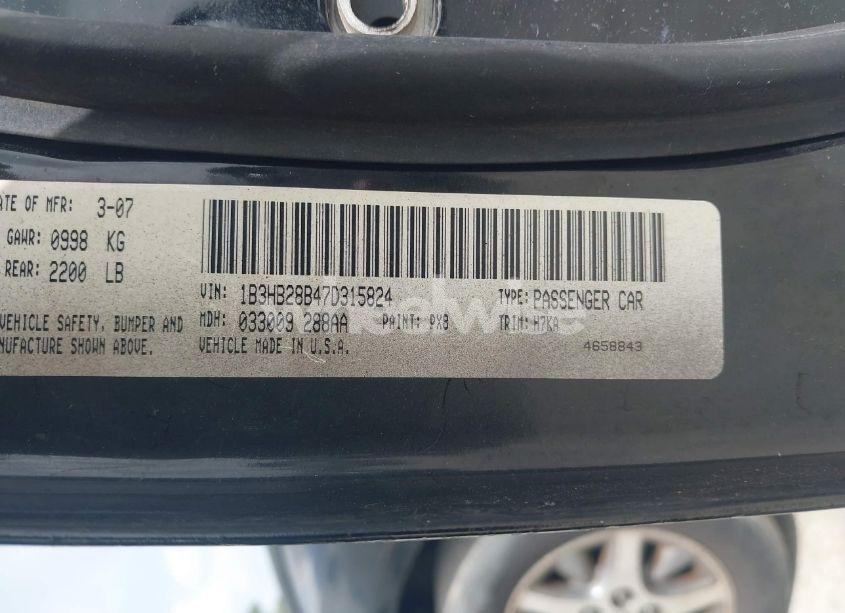 ATE OF MFR: 3-07
GAWR: 0998 KG
REAR: 2200 LB
VIN: 1B3HB28B47D315824 TYPE: PASSENGER CAR
MDH: 033009 288AA PAINT: PXB TRIM: H7KA
VEHICLE SAFETY, BUMPER AND
NUFACTURE SHOWN ABOVE.
VEHICLE MADE IN U.S.A.
4658843